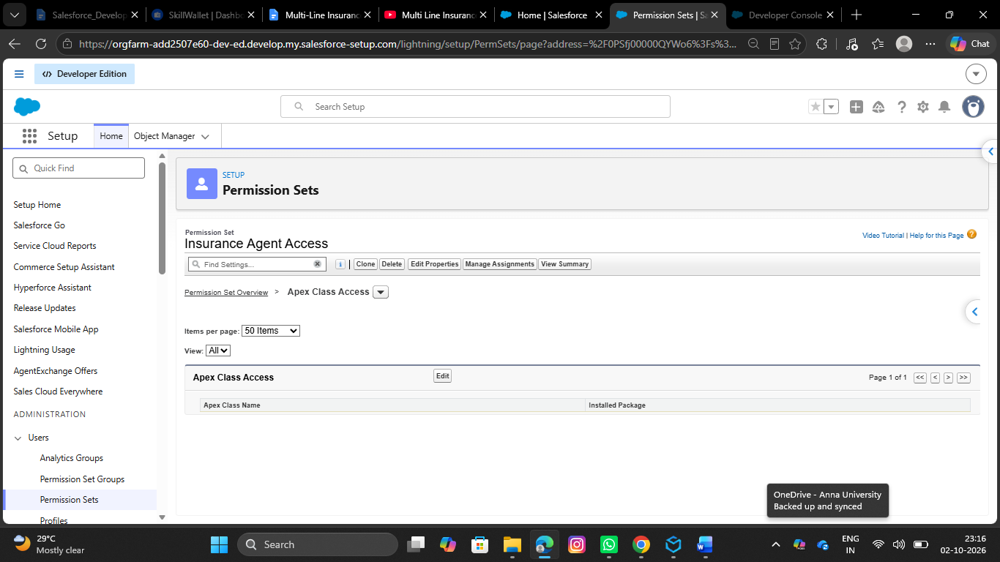 Salesforce_Develop
SkillWallet | Dashb
Multi-Line Insuranc
Multi Line Insuranc
Home | Salesforce
Permission Sets | S
Developer Console
https://orgfarm-add2507e60-dev-ed.develop.my.salesforce-setup.com/lightning/setup/PermSets/page?address=%2F0PSfj00000QYWo6%3Fs%3...
Chat
Developer Edition
Search Setup
Setup
Home
Object Manager
Quick Find
Setup Home
Salesforce Go
Service Cloud Reports
Commerce Setup Assistant
Hyperforce Assistant
Release Updates
Salesforce Mobile App
Lightning Usage
AgentExchange Offers
Sales Cloud Everywhere
ADMINISTRATION
Users
Analytics Groups
Permission Set Groups
Permission Sets
Profiles
SETUP
Permission Sets
Permission Set
Insurance Agent Access
Video Tutorial | Help for this Page
Find Settings...
Clone
Delete
Edit Properties
Manage Assignments
View Summary
Permission Set Overview > Apex Class Access
Items per page: 50 Items
View: All
Apex Class Access
Edit
Page 1 of 1 << < > >>
Apex Class Name
Installed Package
OneDrive - Anna University
Backed up and synced
29°C
Mostly clear
Search
ENG
IN
23:16
02-10-2026